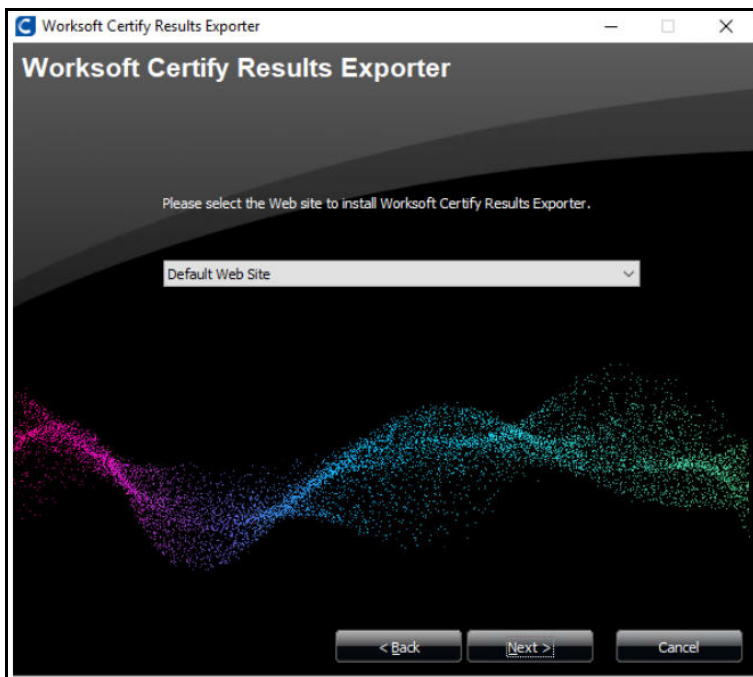 Worksoft Certify Results Exporter
Worksoft Certify Results Exporter
Please select the Web site to install Worksoft Certify Results Exporter.
Default Web Site
< Back Next > Cancel